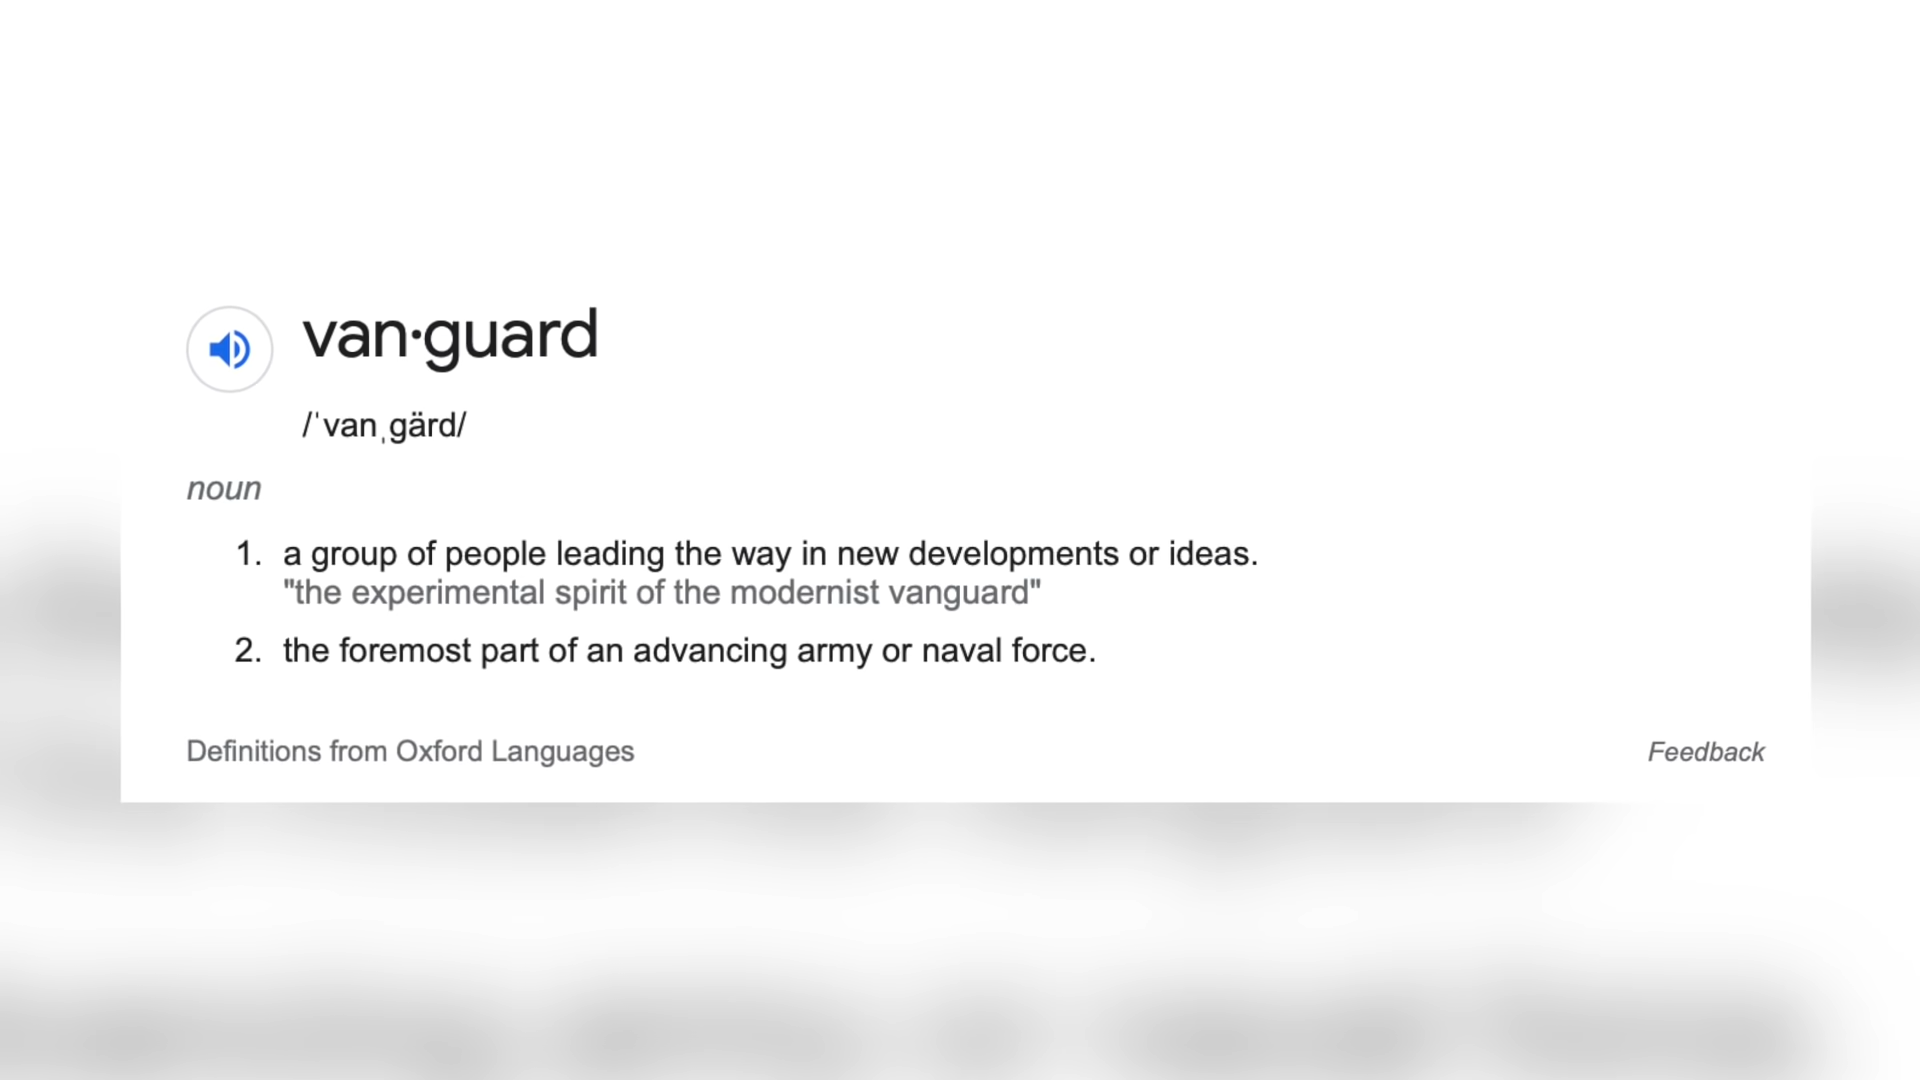 van·guard
/ˈvanˌgärd/
noun
1. a group of people leading the way in new developments or ideas.
"the experimental spirit of the modernist vanguard"
2. the foremost part of an advancing army or naval force.
Definitions from Oxford Languages
Feedback